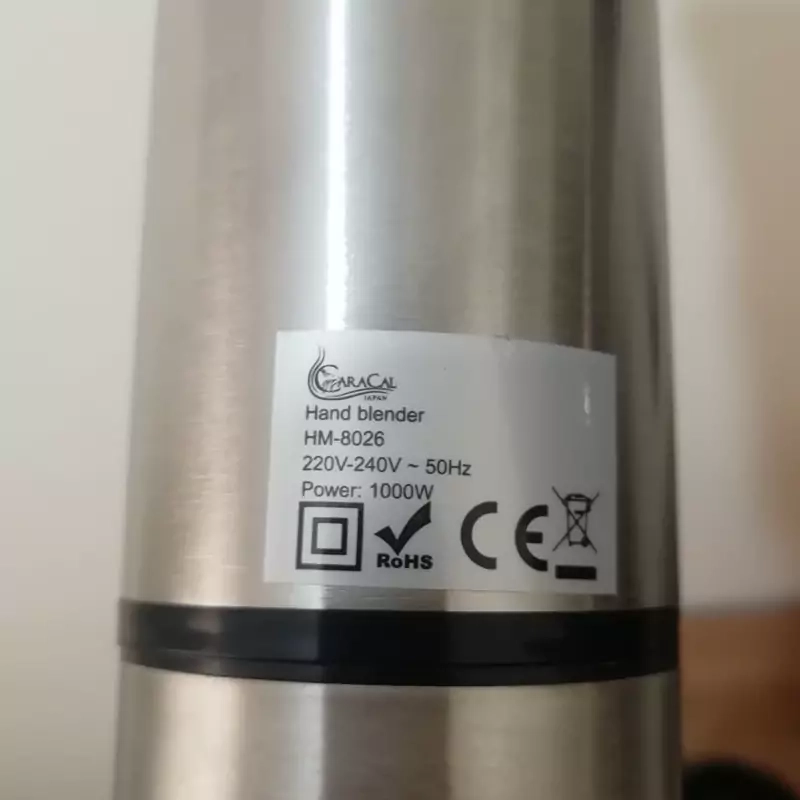 CARACAL
JAPAN
Hand blender
HM-8026
220V-240V ~ 50Hz
Power: 1000W
RoHS
CE